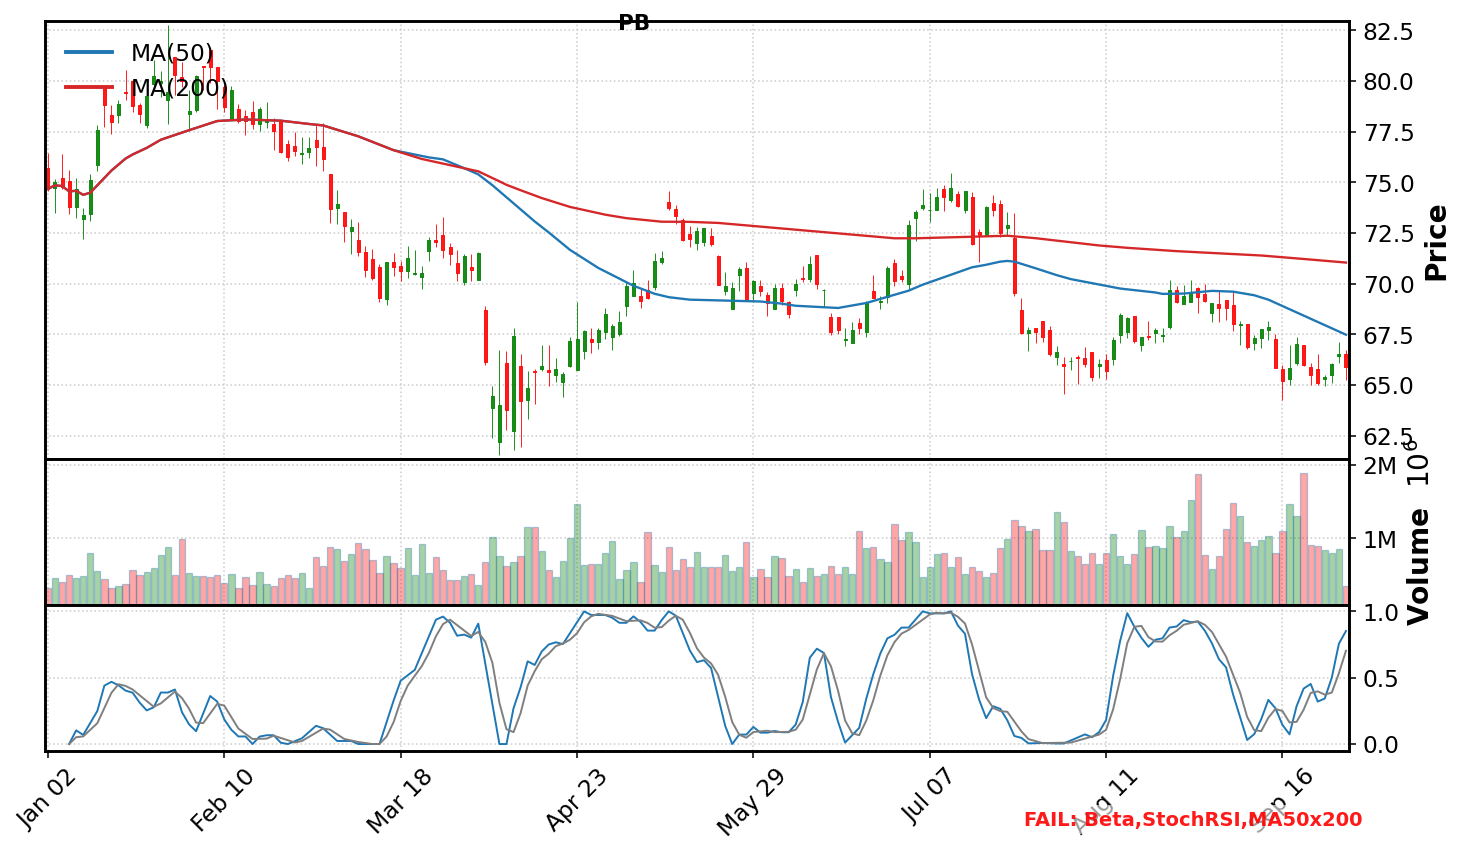 PB
MA(50)
MA(200)
82.5
80.0
77.5
75.0
72.5
70.0
67.5
65.0
62.5
Price
2M
1M
Volume 10^6
1.0
0.5
0.0
Jan 02
Feb 10
Mar 18
Apr 23
May 29
Jul 07
Aug 11
Sep 16
FAIL: Beta,StochRSI,MA50x200